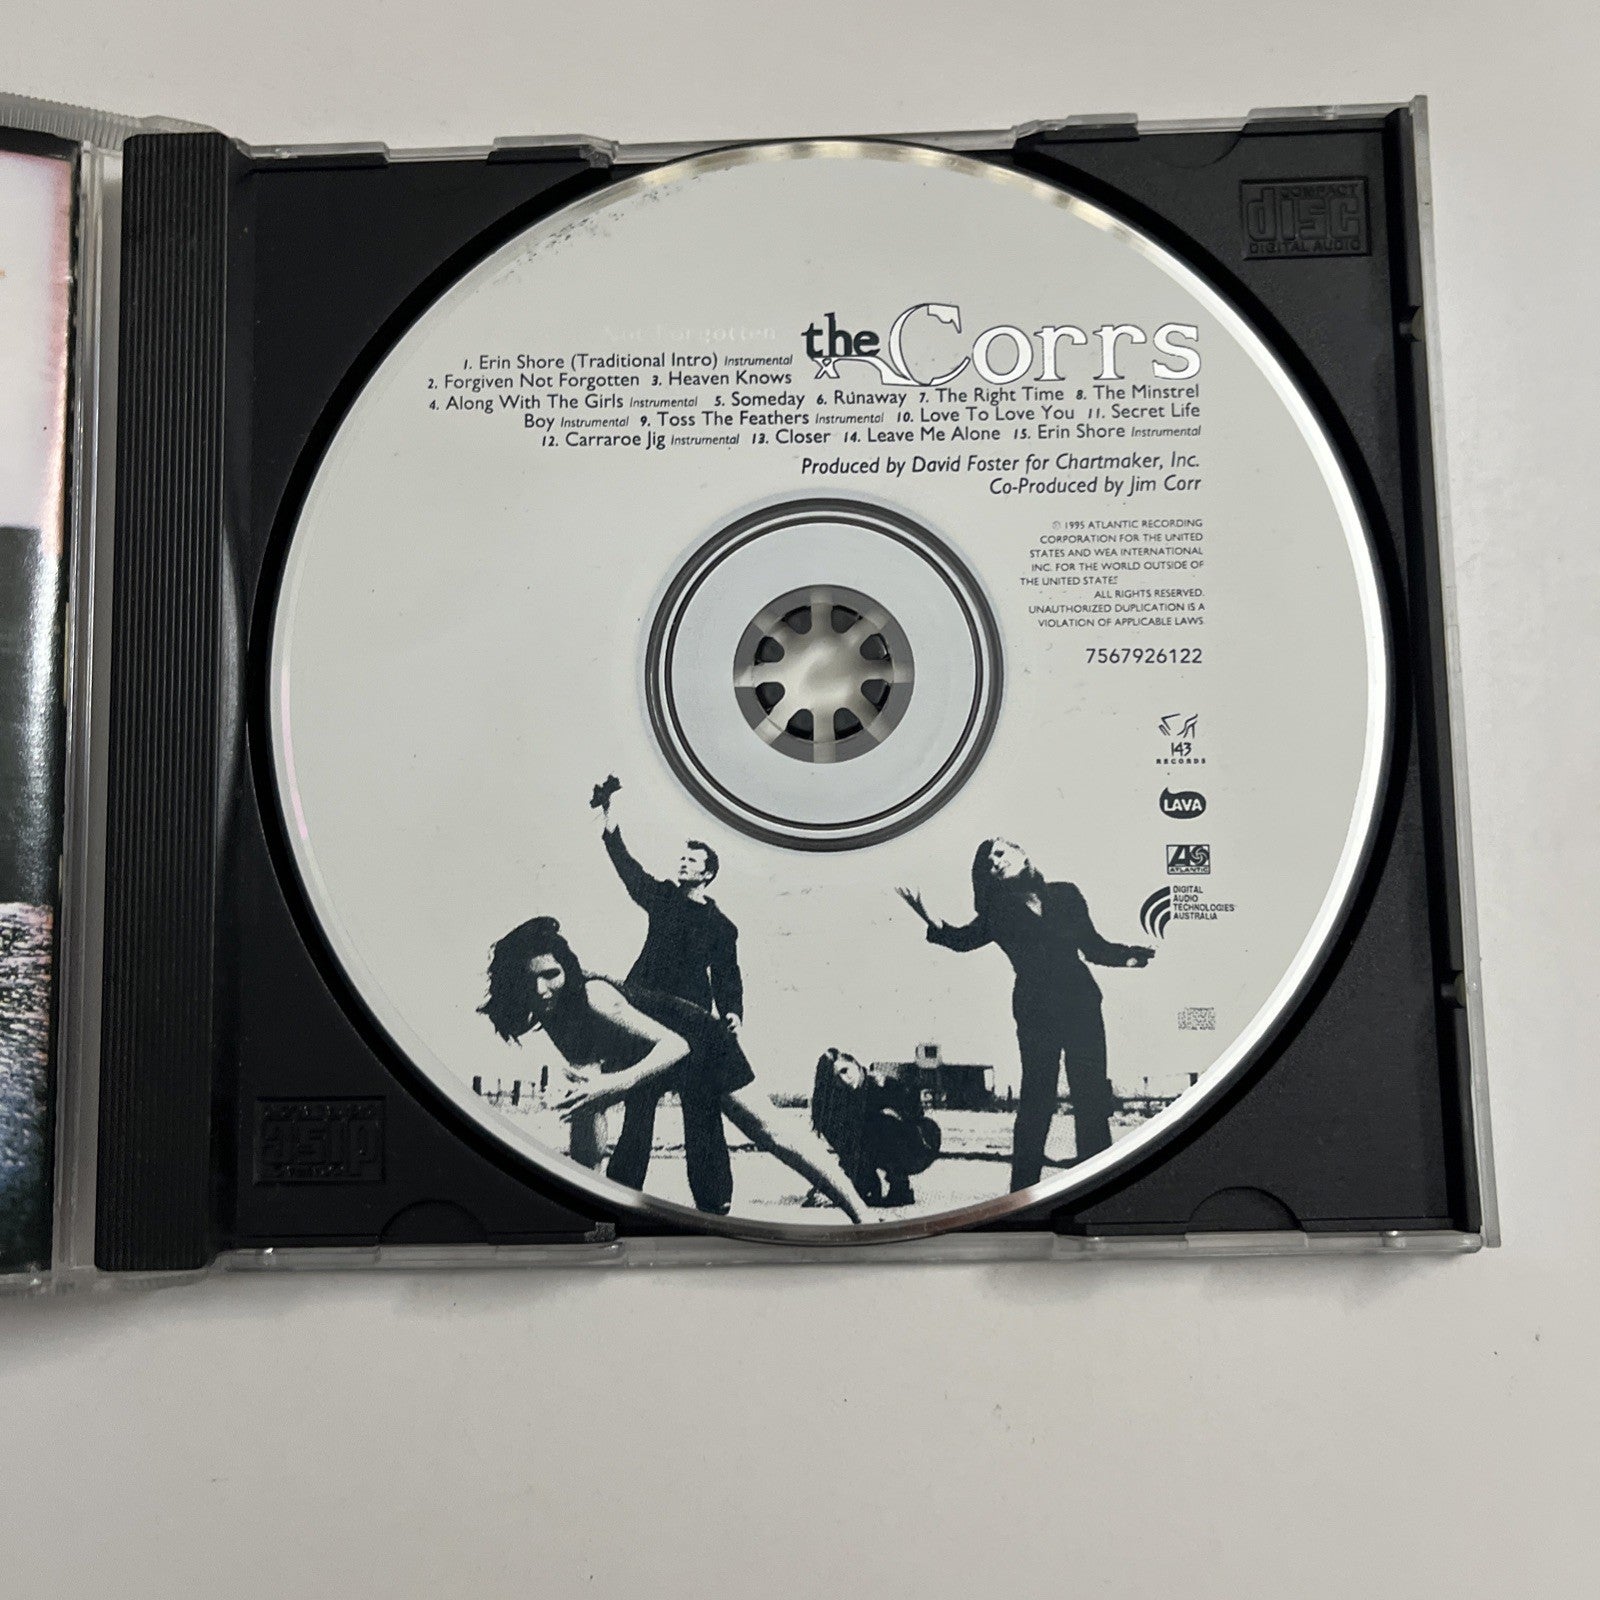 COMPACT
disc
DIGITAL AUDIO
Not Forgotten
the Corrs
1. Erin Shore (Traditional Intro) Instrumental
2. Forgiven Not Forgotten 3. Heaven Knows
4. Along With The Girls Instrumental 5. Someday 6. Runaway 7. The Right Time 8. The Minstrel
Boy Instrumental 9. Toss The Feathers Instrumental 10. Love To Love You 11. Secret Life
12. Carraroe Jig Instrumental 13. Closer 14. Leave Me Alone 15. Erin Shore Instrumental
Produced by David Foster for Chartmaker, Inc.
Co-Produced by Jim Corr
℗ 1995 ATLANTIC RECORDING
CORPORATION FOR THE UNITED
STATES AND WEA INTERNATIONAL
INC. FOR THE WORLD OUTSIDE OF
THE UNITED STATES
ALL RIGHTS RESERVED.
UNAUTHORIZED DUPLICATION IS A
VIOLATION OF APPLICABLE LAWS
7567926122
143
RECORDS
LAVA
ATLANTIC
DIGITAL
AUDIO
TECHNOLOGIES
AUSTRALIA